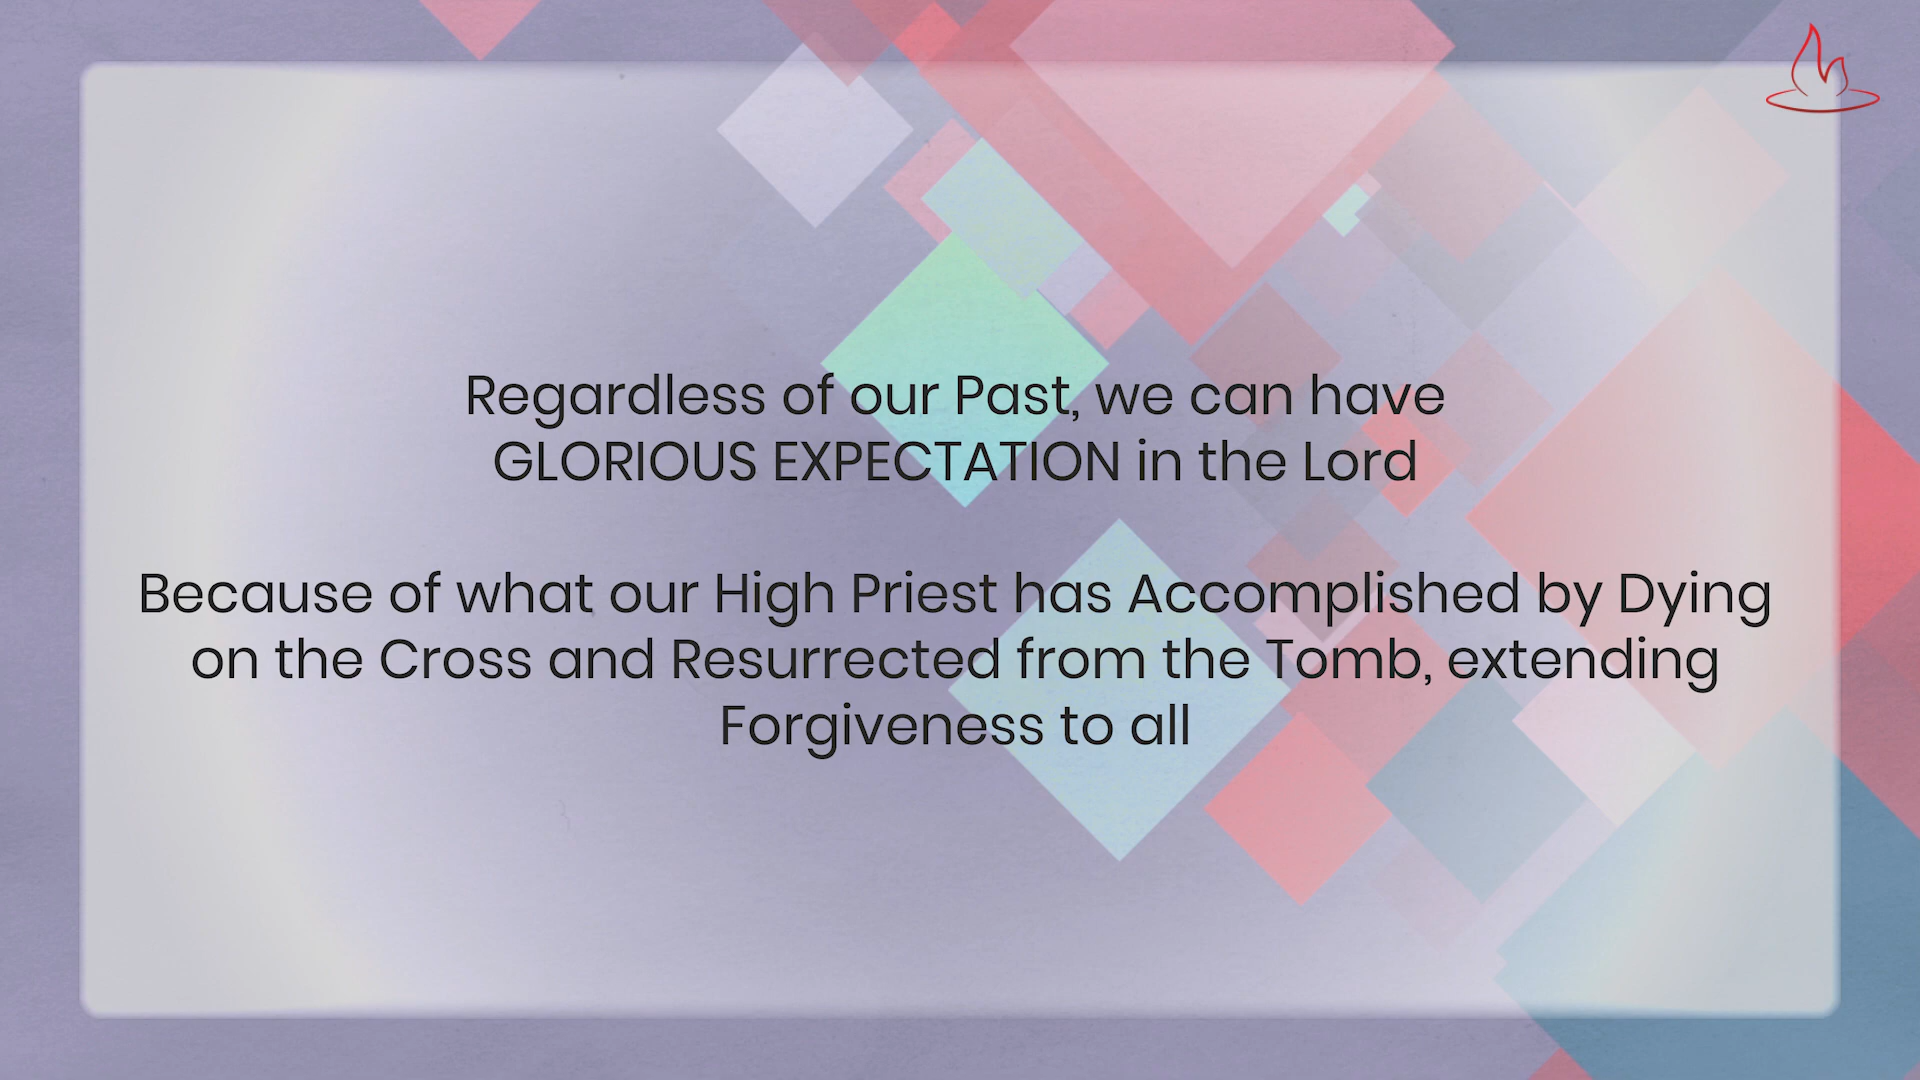 Regardless of our Past, we can have
GLORIOUS EXPECTATION in the Lord
Because of what our High Priest has Accomplished by Dying
on the Cross and Resurrected from the Tomb, extending
Forgiveness to all